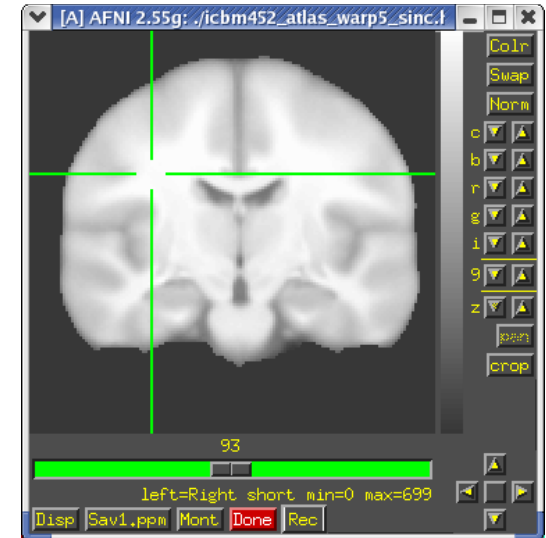 [A] AFNI 2.55g: ./icbm452_atlas_warp5_sinc.h
Colr
Swap
Norm
c
b
r
g
i
9
z
pan
crop
93
left=Right short min=0 max=699
Disp Sav1.ppm Mont Done Rec